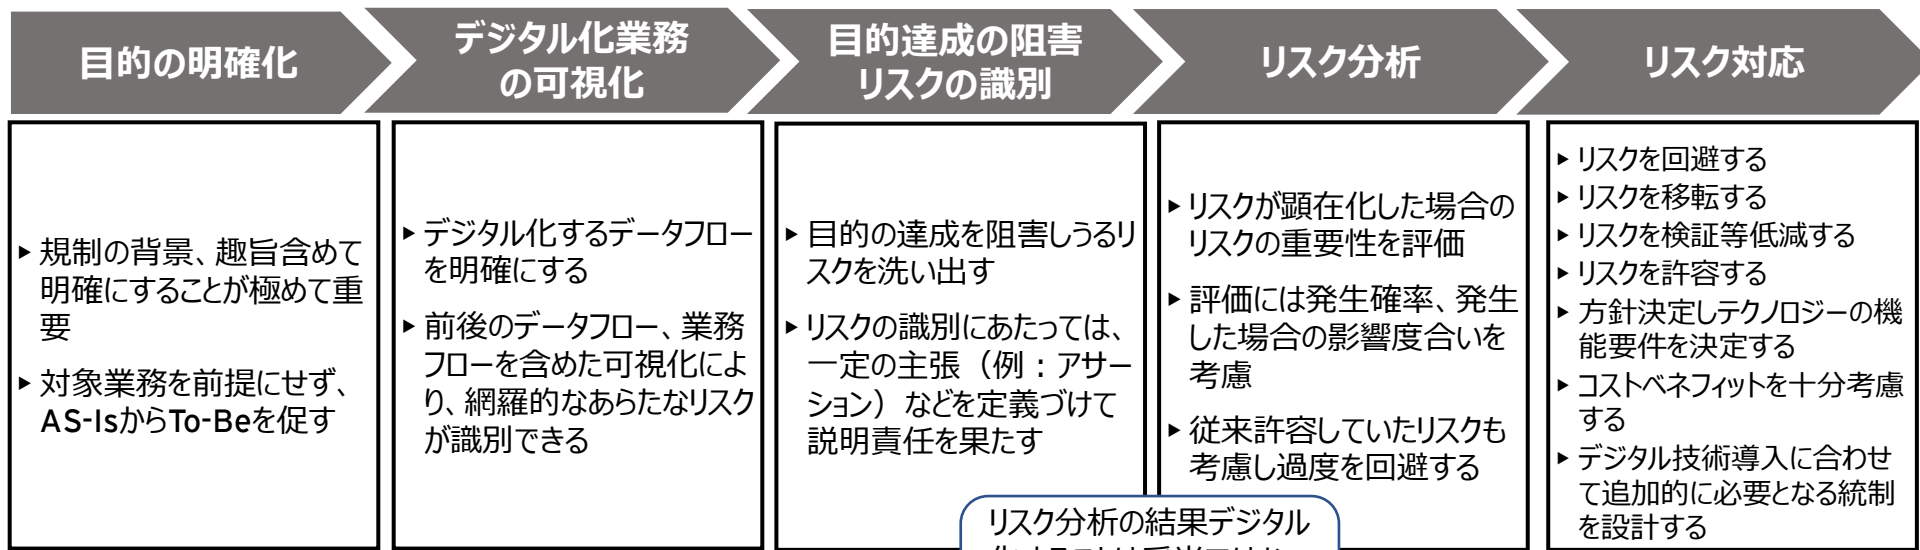 目的の明確化
デジタル化業務
の可視化
目的達成の阻害
リスクの識別
リスク分析
リスク対応
▶ 規制の背景、趣旨含めて
明確にすることが極めて重
要
▶ 対象業務を前提にせず、
AS-IsからTo-Beを促す
▶ デジタル化するデータフロー
を明確にする
▶ 前後のデータフロー、業務
フローを含めた可視化によ
り、網羅的なあらたなリスク
が識別できる
▶ 目的の達成を阻害しうるリ
スクを洗い出す
▶ リスクの識別にあたっては、
一定の主張（例：アサー
ション）などを定義づけて
説明責任を果たす
▶ リスクが顕在化した場合の
リスクの重要性を評価
▶ 評価には発生確率、発生
した場合の影響度合いを
考慮
▶ 従来許容していたリスクも
考慮し過度を回避する
▶ リスクを回避する
▶ リスクを移転する
▶ リスクを検証等低減する
▶ リスクを許容する
▶ 方針決定しテクノロジーの機
能要件を決定する
▶ コストベネフィットを十分考慮
する
▶ デジタル技術導入に合わせ
て追加的に必要となる統制
を設計する
リスク分析の結果デジタル